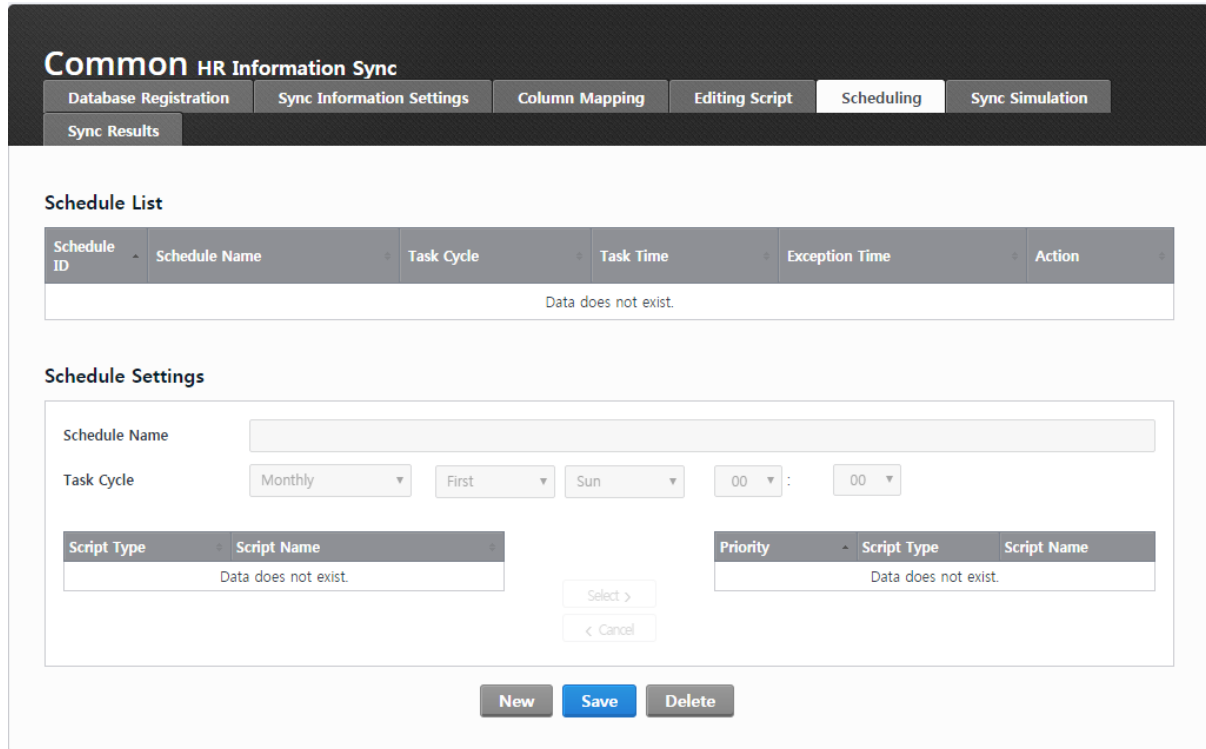 Common HR Information Sync
Database Registration Sync Information Settings Column Mapping Editing Script Scheduling Sync Simulation
Sync Results
Schedule List
Schedule ID Schedule Name Task Cycle Task Time Exception Time Action
Data does not exist.
Schedule Settings
Schedule Name
Task Cycle Monthly First Sun 00 : 00
Script Type Script Name
Data does not exist.
Select >
< Cancel
Priority Script Type Script Name
Data does not exist.
New Save Delete